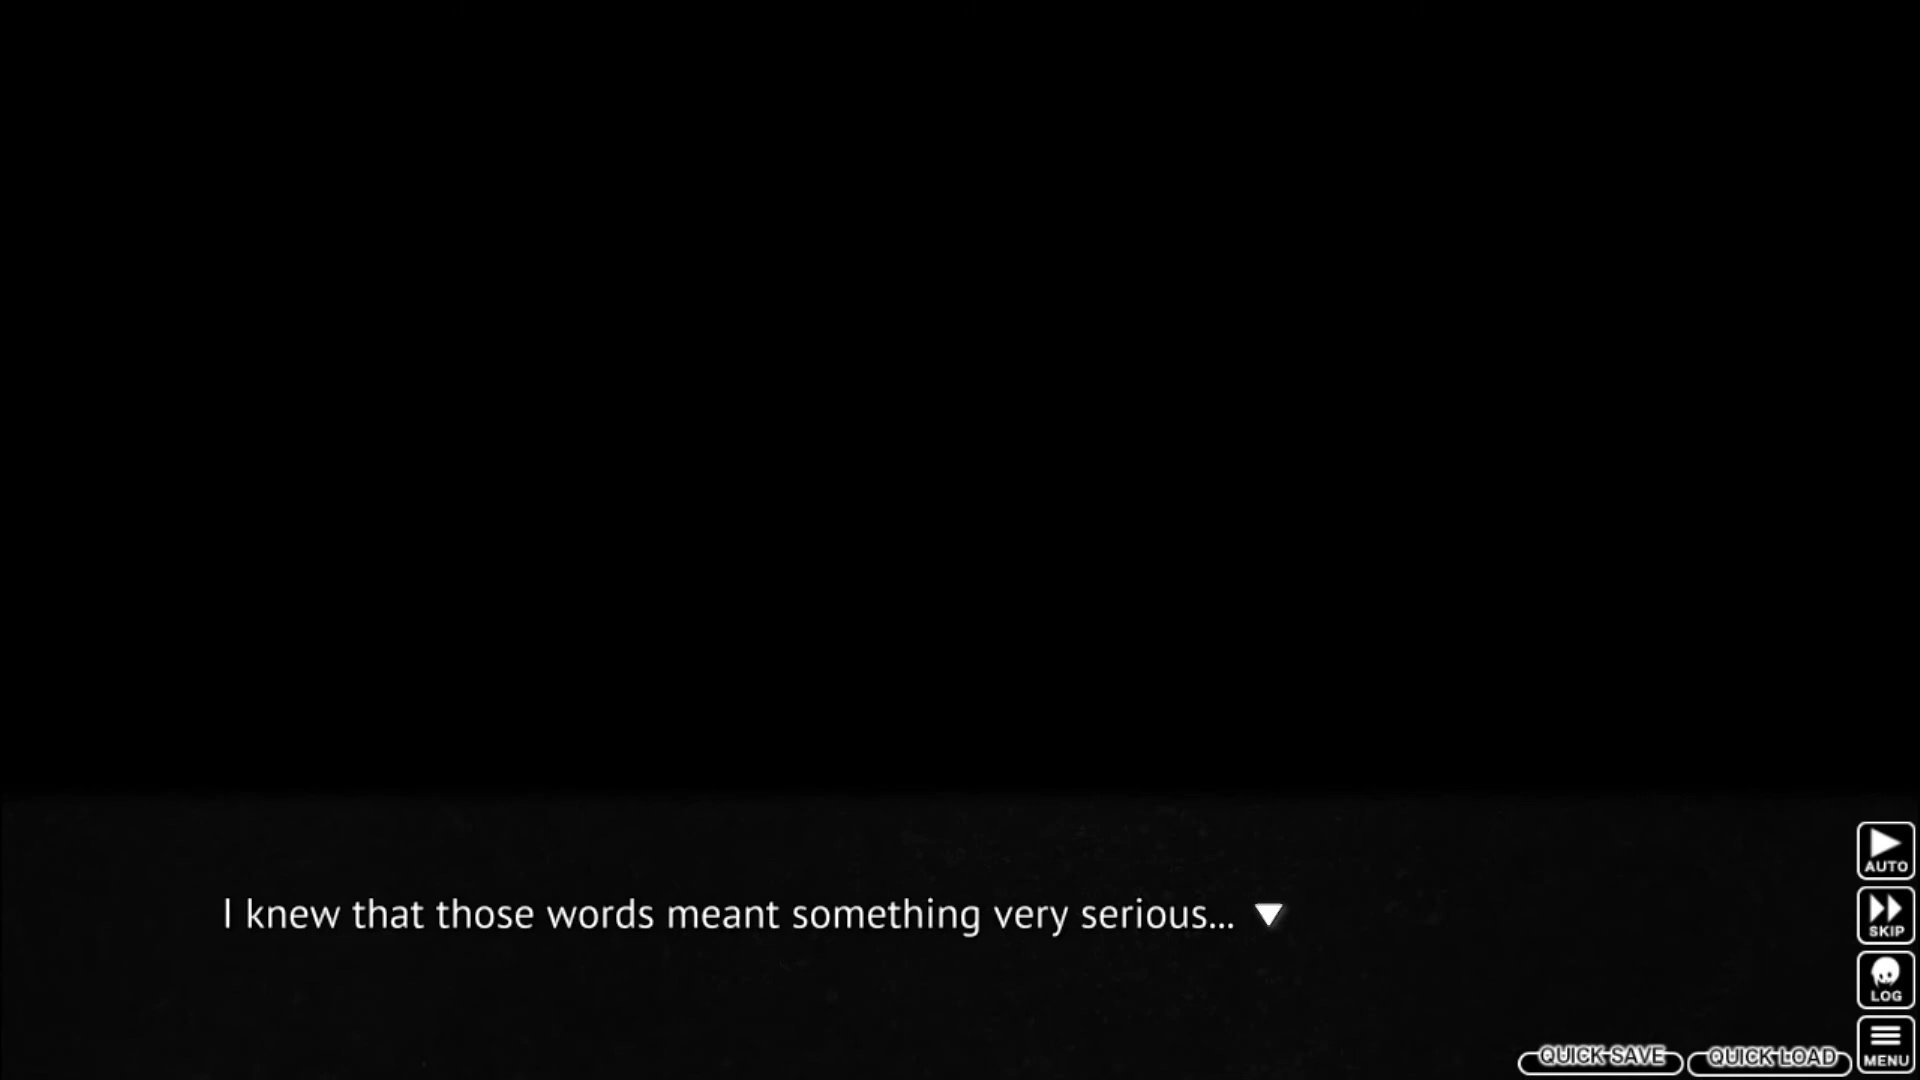 I knew that those words meant something very serious...
AUTO
SKIP
LOG
MENU
QUICK SAVE
QUICK LOAD